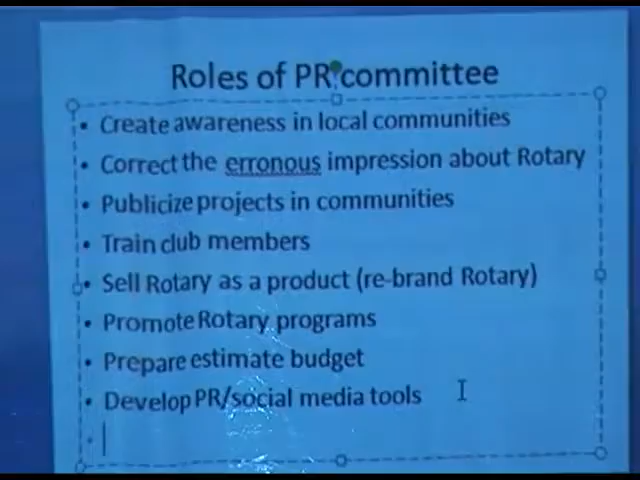 Roles of PR committee
• Create awareness in local communities
• Correct the erronous impression about Rotary
• Publicize projects in communities
• Train club members
• Sell Rotary as a product (re-brand Rotary)
• Promote Rotary programs
• Prepare estimate budget
• Develop PR/social media tools
•